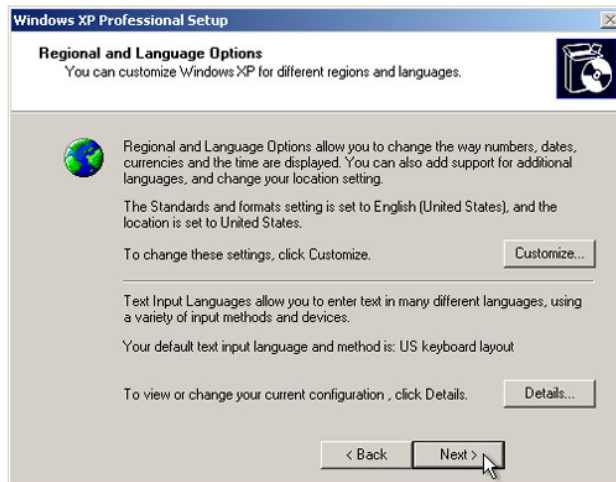 Windows XP Professional Setup
Regional and Language Options
You can customize Windows XP for different regions and languages.
Regional and Language Options allow you to change the way numbers, dates,
currencies and the time are displayed. You can also add support for additional
languages, and change your location setting.
The Standards and formats setting is set to English (United States), and the
location is set to United States.
To change these settings, click Customize.
Customize...
Text Input Languages allow you to enter text in many different languages, using
a variety of input methods and devices.
Your default text input language and method is: US keyboard layout
To view or change your current configuration , click Details.
Details...
< Back
Next >